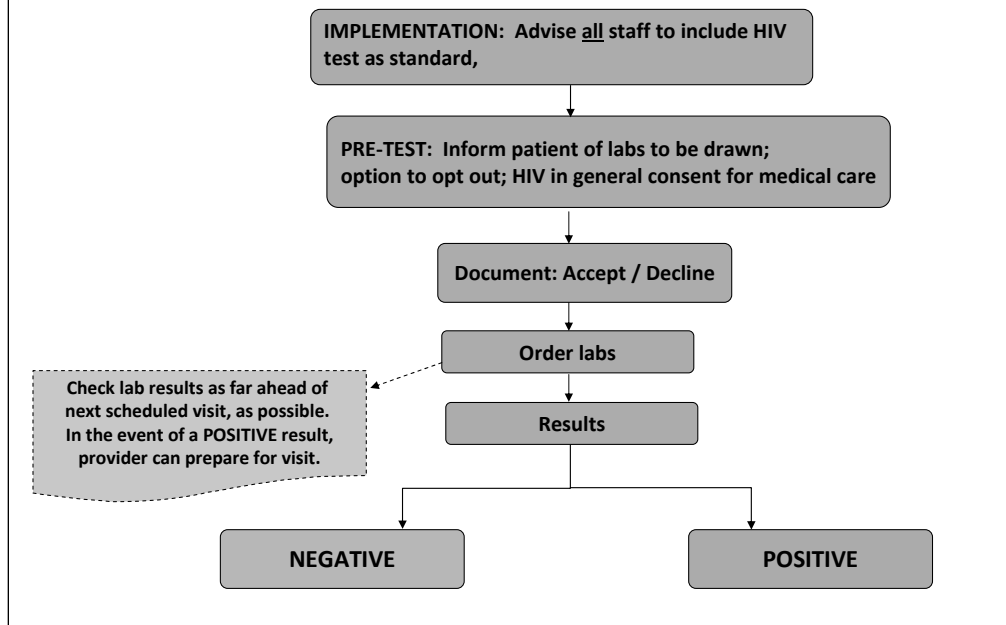 IMPLEMENTATION: Advise all staff to include HIV
test as standard,
PRE-TEST: Inform patient of labs to be drawn;
option to opt out; HIV in general consent for medical care
Document: Accept / Decline
Order labs
Check lab results as far ahead of
next scheduled visit, as possible.
In the event of a POSITIVE result,
provider can prepare for visit.
Results
NEGATIVE
POSITIVE